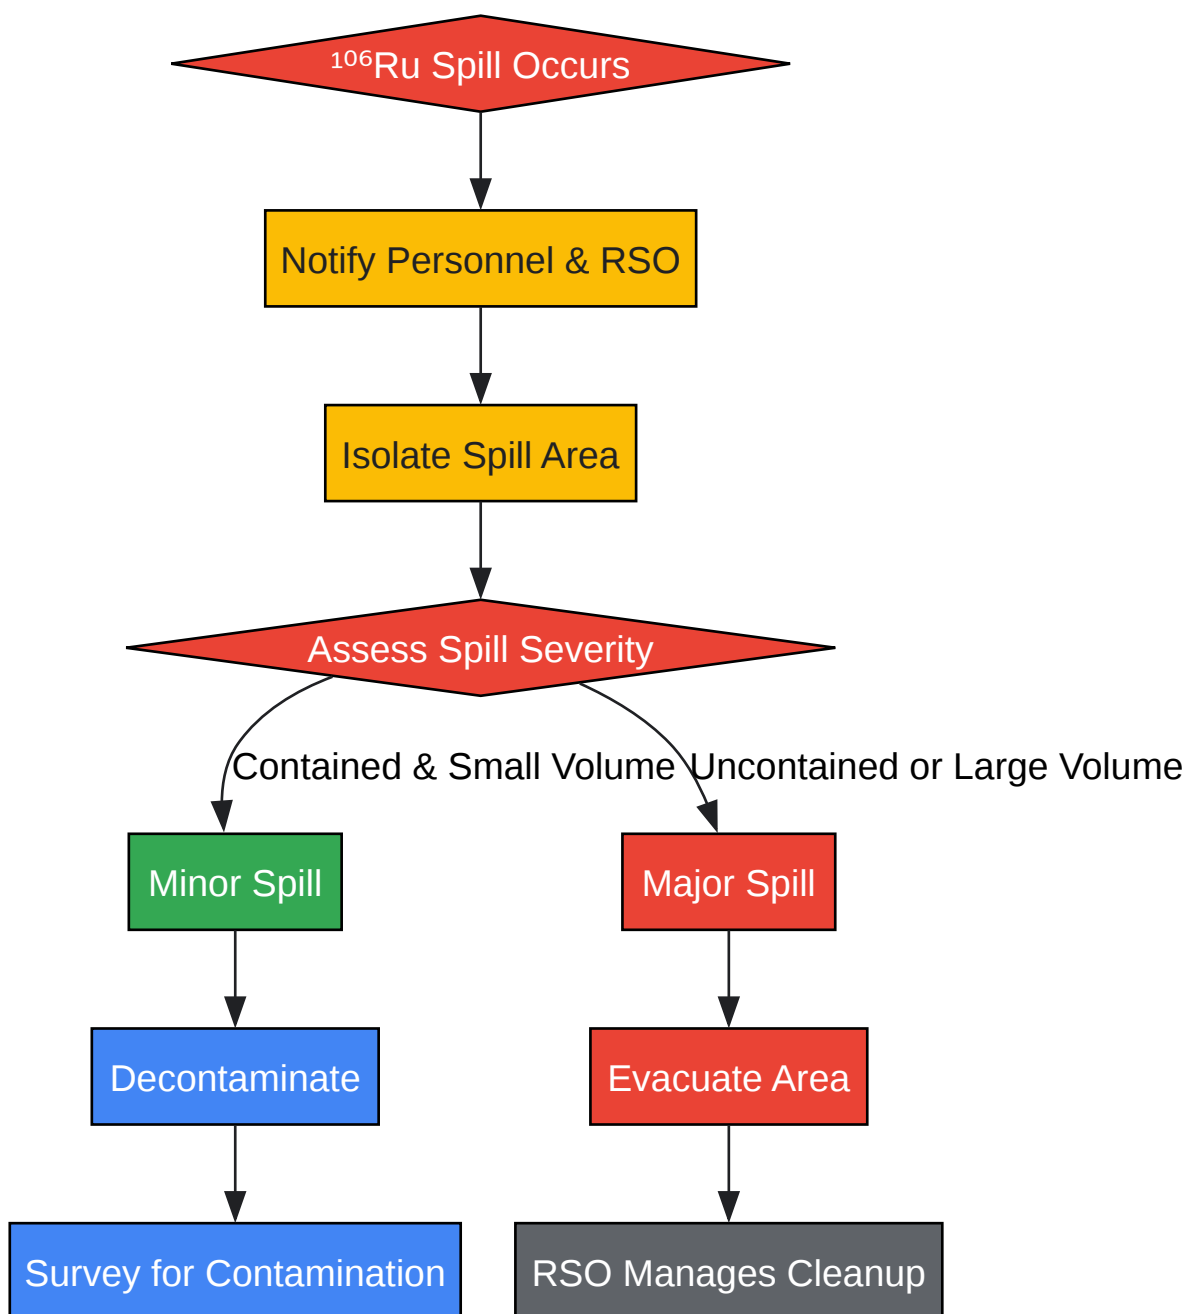 ¹⁰⁶Ru Spill Occurs
Notify Personnel & RSO
Isolate Spill Area
Assess Spill Severity
Contained & Small Volume
Uncontained or Large Volume
Minor Spill
Major Spill
Decontaminate
Evacuate Area
Survey for Contamination
RSO Manages Cleanup